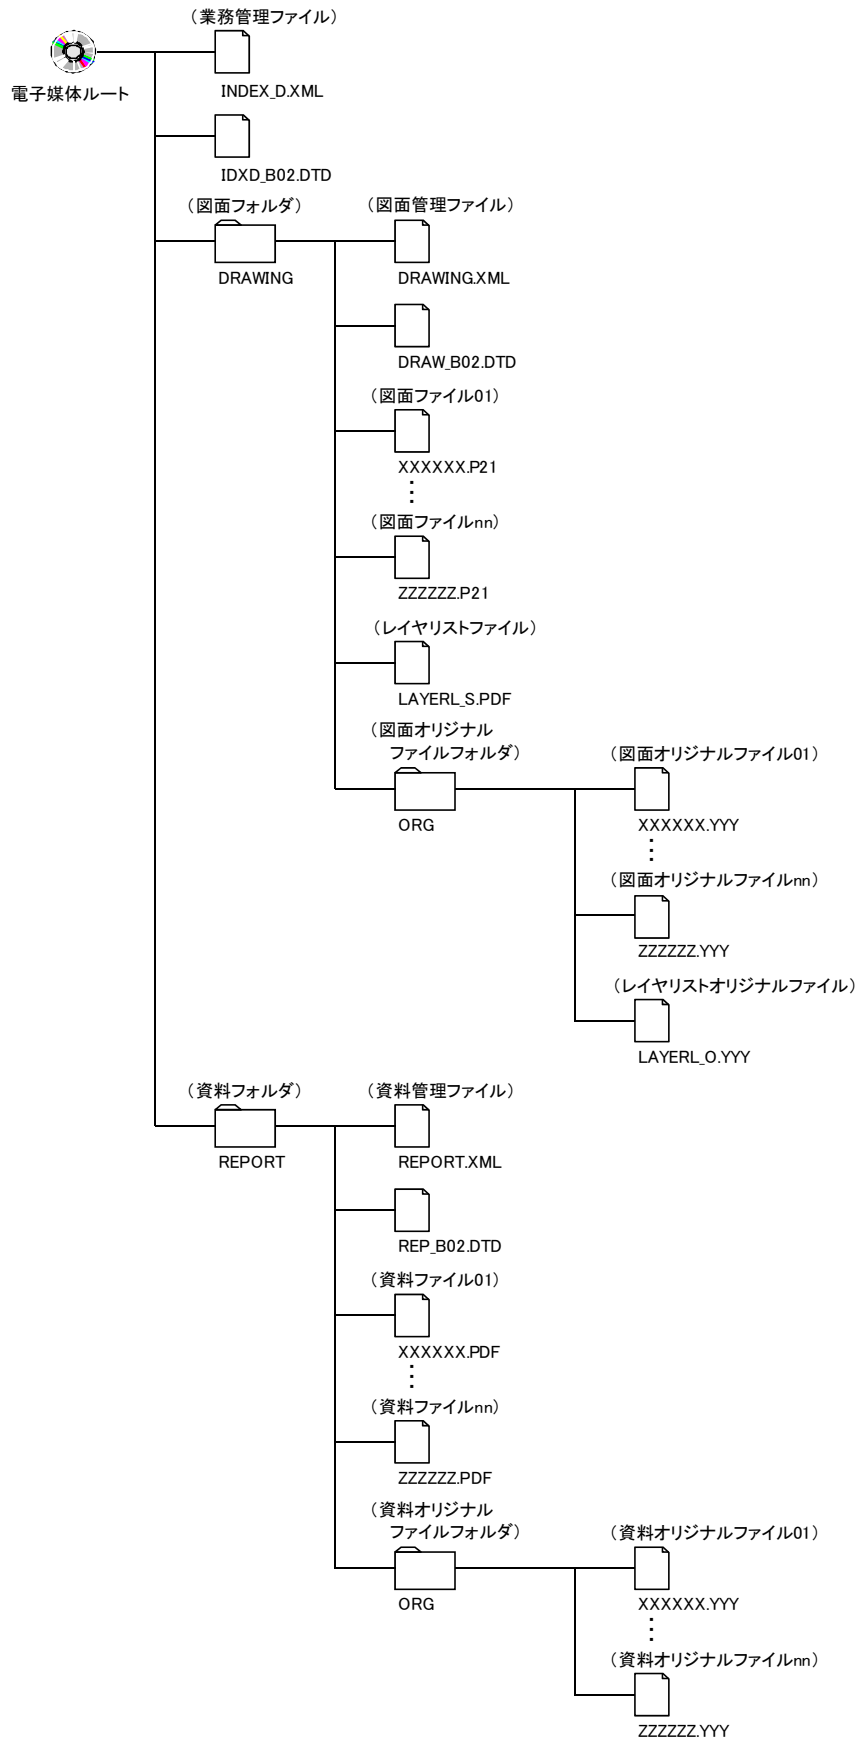 （業務管理ファイル）
電子媒体ルート
INDEX_D.XML
IDXD_B02.DTD
（図面フォルダ）
DRAWING
（図面管理ファイル）
DRAWING.XML
DRAW_B02.DTD
（図面ファイル01）
XXXXXX.P21
（図面ファイルnn）
ZZZZZZ.P21
（レイヤリストファイル）
LAYERL_S.PDF
（図面オリジナル
ファイルフォルダ）
ORG
（図面オリジナルファイル01）
XXXXXX.YYY
（図面オリジナルファイルnn）
ZZZZZZ.YYY
（レイヤリストオリジナルファイル）
LAYERL_O.YYY
（資料フォルダ）
REPORT
（資料管理ファイル）
REPORT.XML
REP_B02.DTD
（資料ファイル01）
XXXXXX.PDF
（資料ファイルnn）
ZZZZZZ.PDF
（資料オリジナル
ファイルフォルダ）
ORG
（資料オリジナルファイル01）
XXXXXX.YYY
（資料オリジナルファイルnn）
ZZZZZZ.YYY